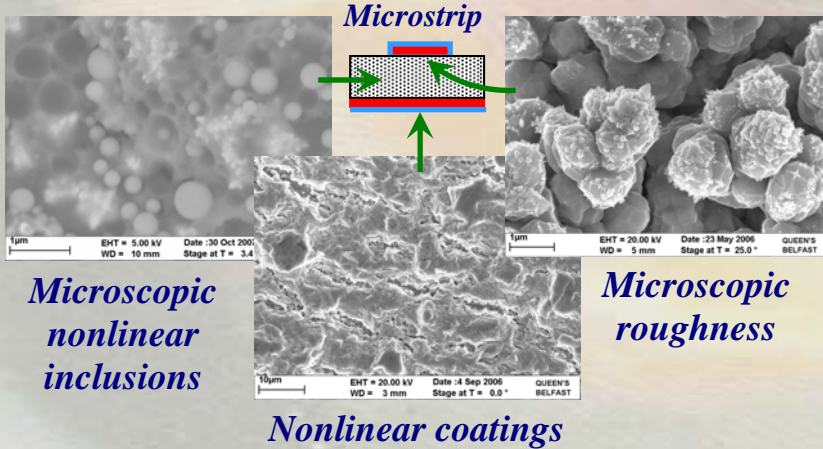 Microstrip
1µm
EHT = 5.00 kV
WD = 10 mm
Date :30 Oct 200
Stage at T = 3.4
1µm
EHT = 20.00 kV
WD = 5 mm
Date :23 May 2006
Stage at T = 25.0 °
QUEEN'S
BELFAST
Microscopic
nonlinear
inclusions
Microscopic
roughness
10µm
EHT = 20.00 kV
WD = 3 mm
Date :4 Sep 2006
Stage at T = 0.0 °
QUEEN'S
BELFAST
Nonlinear coatings